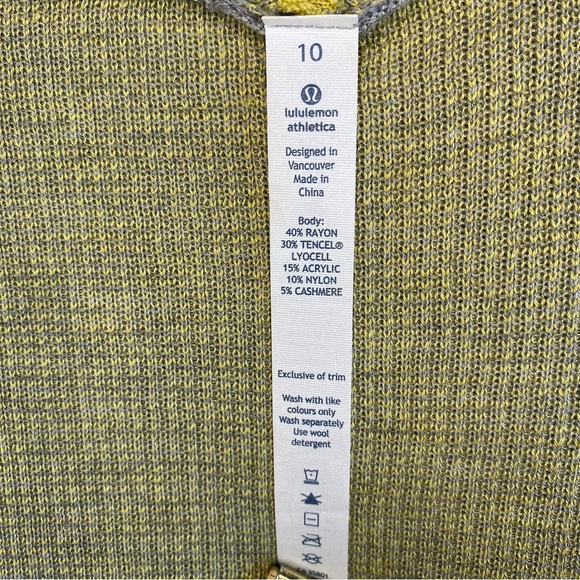 10
lululemon
athletica
Designed in
Vancouver
Made in
China
Body:
40% RAYON
30% TENCEL®
LYOCELL
15% ACRYLIC
10% NYLON
5% CASHMERE
Exclusive of trim
Wash with like
colours only
Wash separately
Use wool
detergent